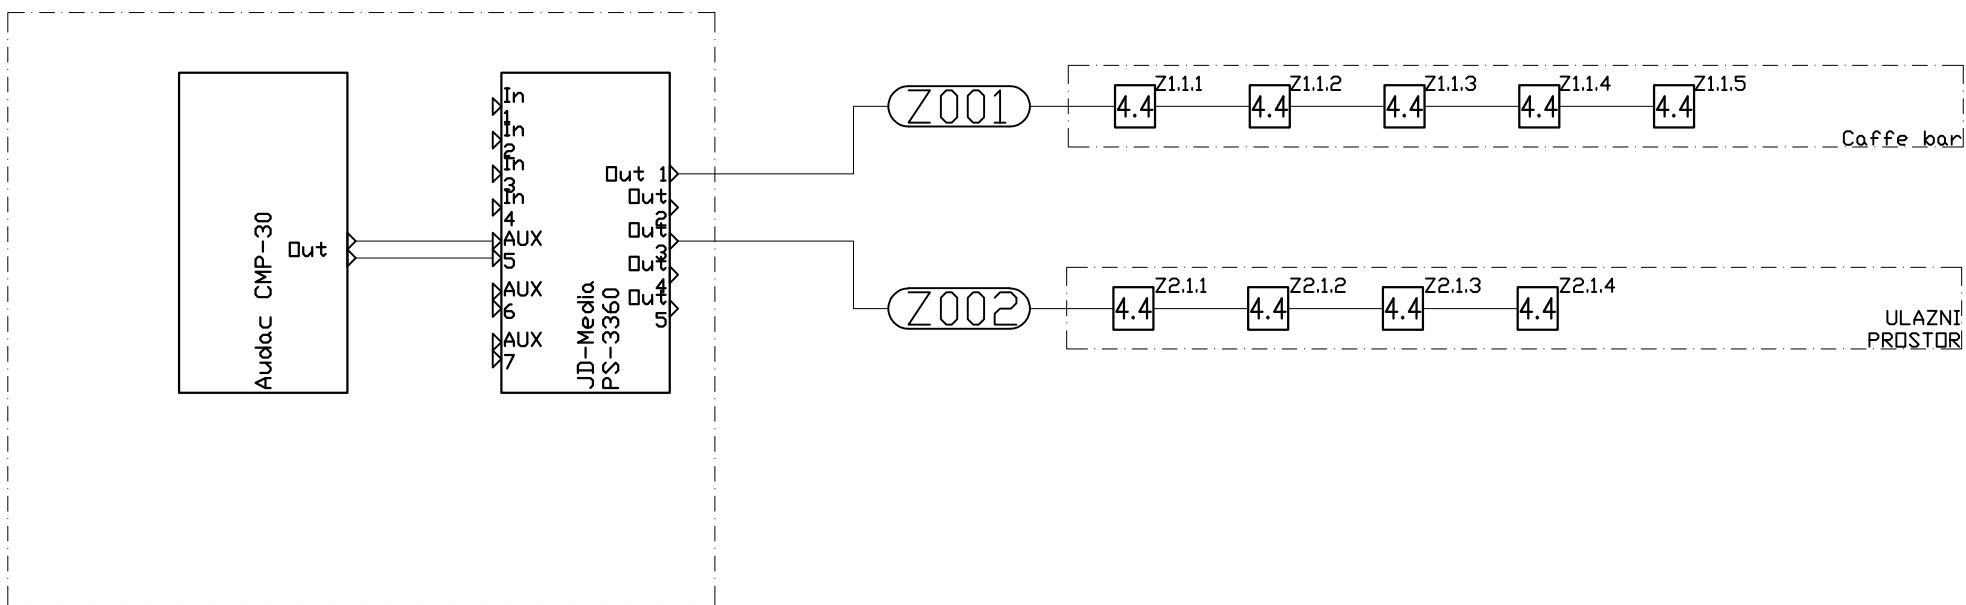 Audac CMP-30
Out
In
1
In
2
In
3
In
4
AUX
5
AUX
6
AUX
7
JD-Media
PS-3360
Out 1
Out
2
Out
3
Out
4
Out
5
Z001
4.4
Z1.1.1
4.4
Z1.1.2
4.4
Z1.1.3
4.4
Z1.1.4
4.4
Z1.1.5
Caffe bar
Z002
4.4
Z2.1.1
4.4
Z2.1.2
4.4
Z2.1.3
4.4
Z2.1.4
ULAZNI
PROSTOR